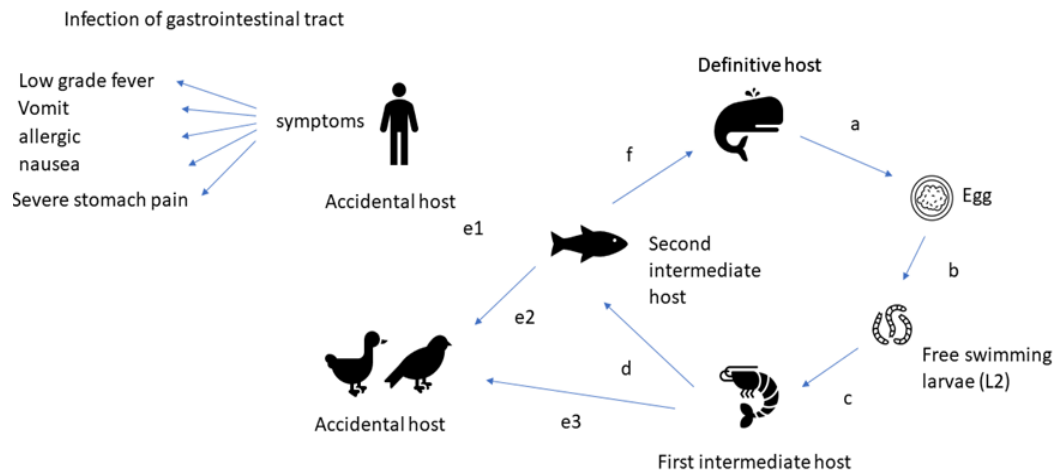 Infection of gastrointestinal tract
Low grade fever
Vomit
allergic
nausea
Severe stomach pain
symptoms
Accidental host
e1
Definitive host
a
f
Egg
b
Second
intermediate
host
e2
Free swimming
larvae (L2)
d
c
Accidental host
e3
First intermediate host